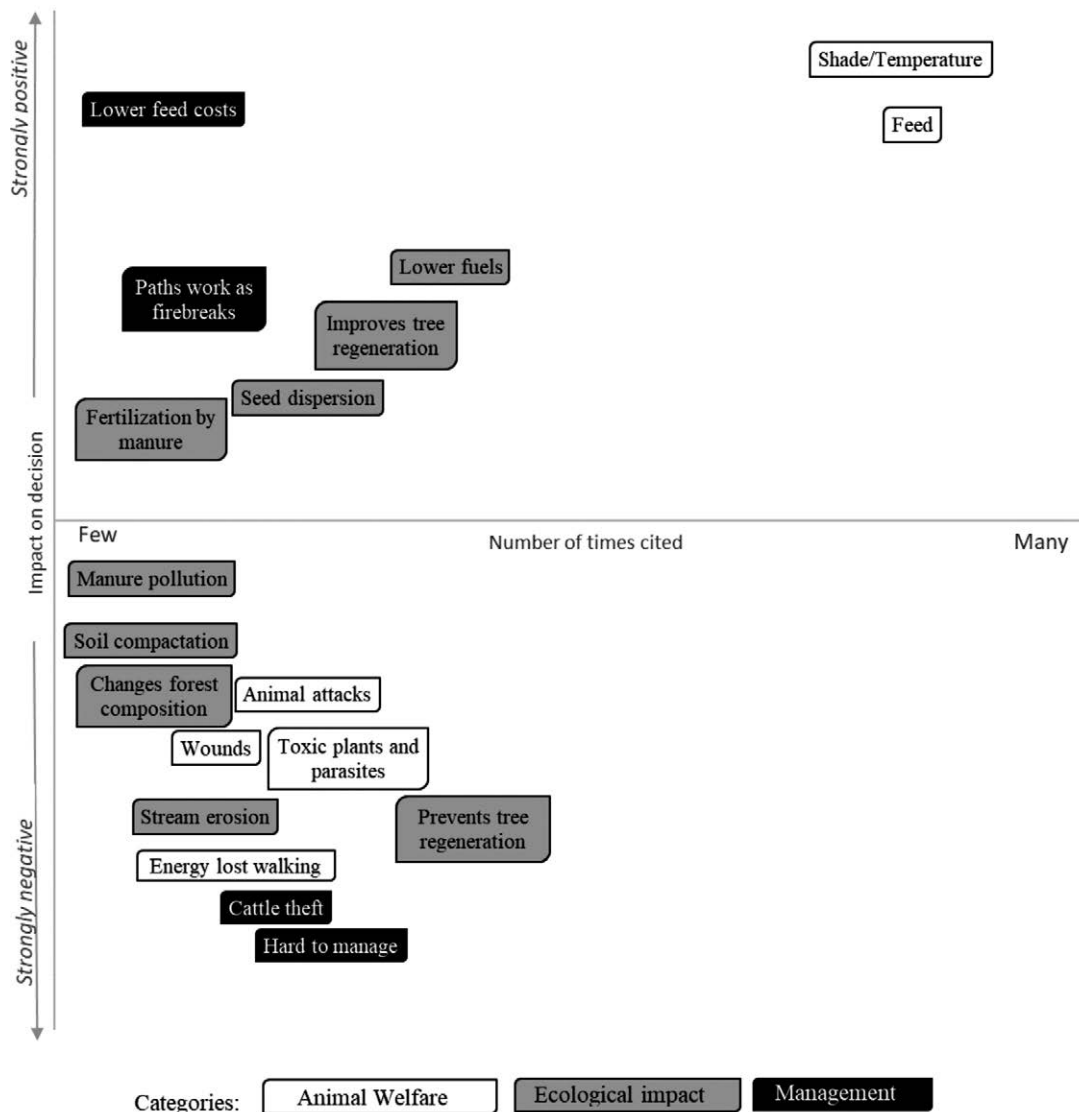 Strongly positive
Impact on decision
Strongly negative
Shade/Temperature
Lower feed costs
Feed
Lower fuels
Paths work as
firebreaks
Improves tree
regeneration
Seed dispersion
Fertilization by
manure
Few
Number of times cited
Many
Manure pollution
Soil compactation
Changes forest
composition
Animal attacks
Wounds
Toxic plants and
parasites
Stream erosion
Prevents tree
regeneration
Energy lost walking
Cattle theft
Hard to manage
Categories:
Animal Welfare
Ecological impact
Management